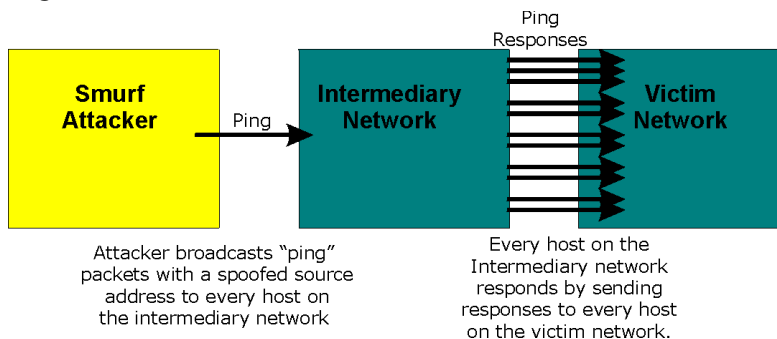 Ping
Responses
Smurf
Attacker
Ping
Intermediary
Network
Victim
Network
Attacker broadcasts “ping”
packets with a spoofed source
address to every host on
the intermediary network
Every host on the
Intermediary network
responds by sending
responses to every host
on the victim network.